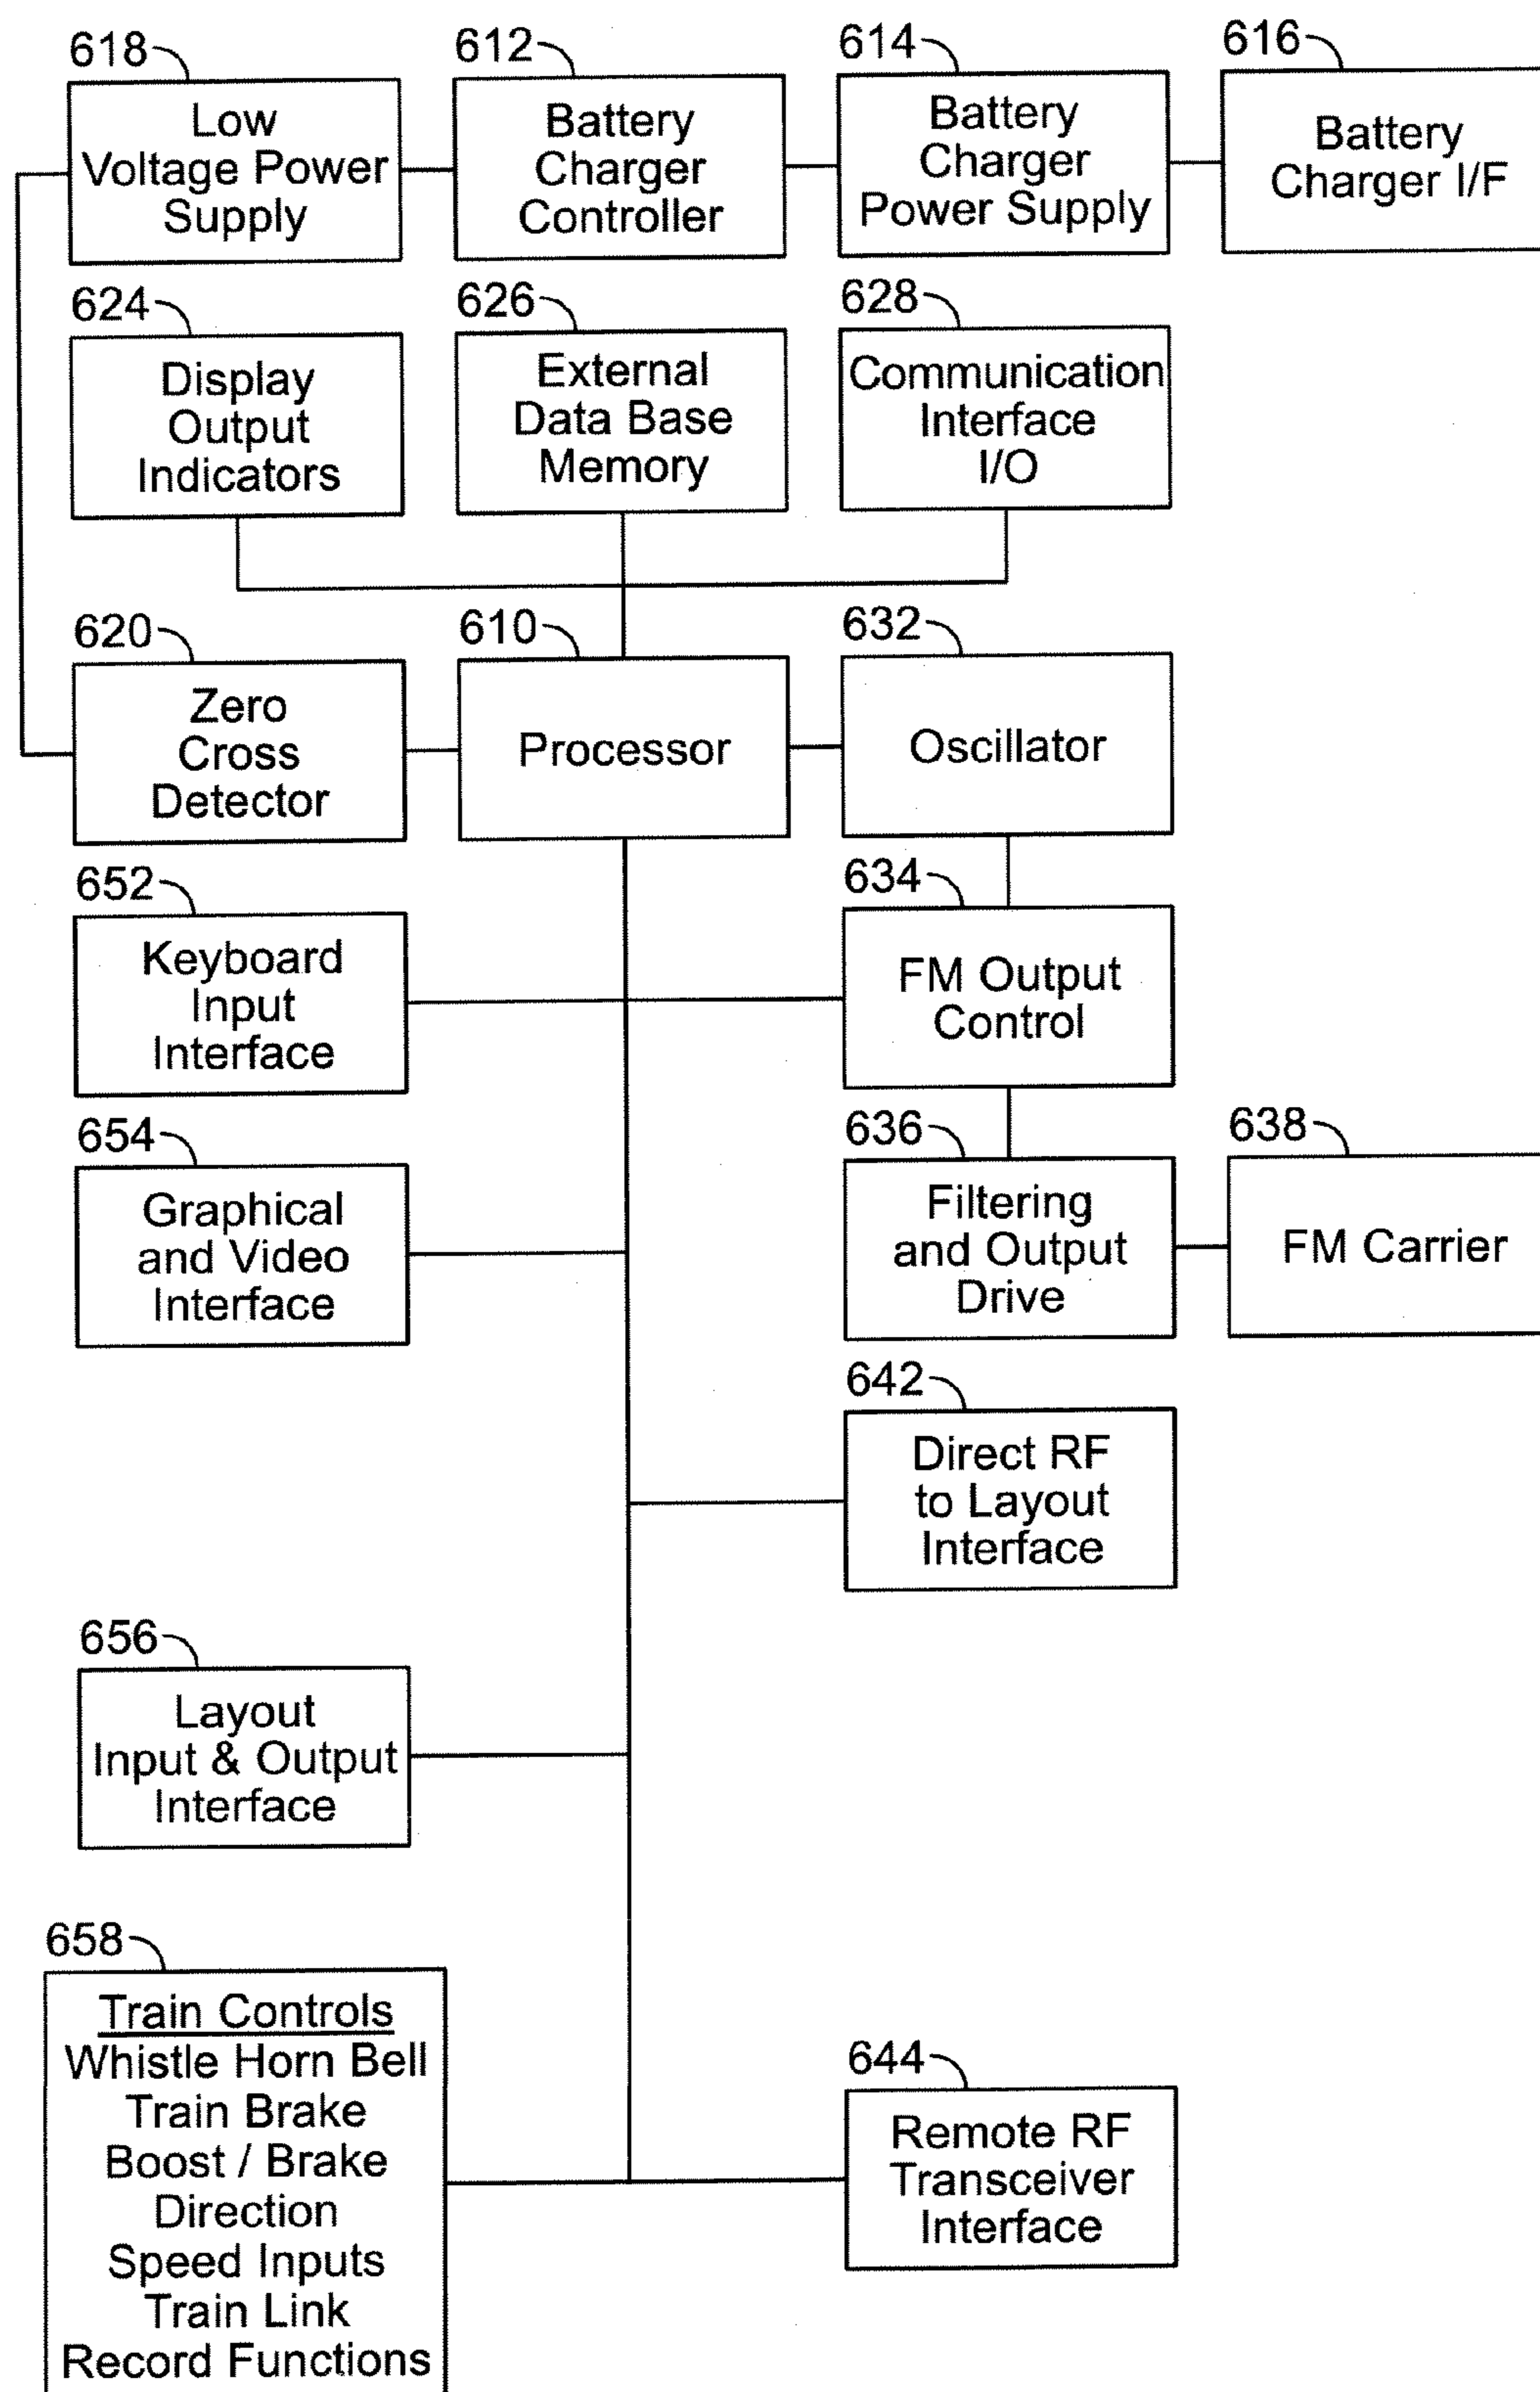 618
Low
Voltage Power
Supply
612
Battery
Charger
Controller
614
Battery
Charger
Power Supply
616
Battery
Charger I/F
624
Display
Output
Indicators
626
External
Data Base
Memory
628
Communication
Interface
I/O
620
Zero
Cross
Detector
610
Processor
632
Oscillator
652
Keyboard
Input
Interface
634
FM Output
Control
654
Graphical
and Video
Interface
636
Filtering
and Output
Drive
638
FM Carrier
642
Direct RF
to Layout
Interface
656
Layout
Input & Output
Interface
658
Train Controls
Whistle Horn Bell
Train Brake
Boost / Brake
Direction
Speed Inputs
Train Link
Record Functions
644
Remote RF
Transceiver
Interface